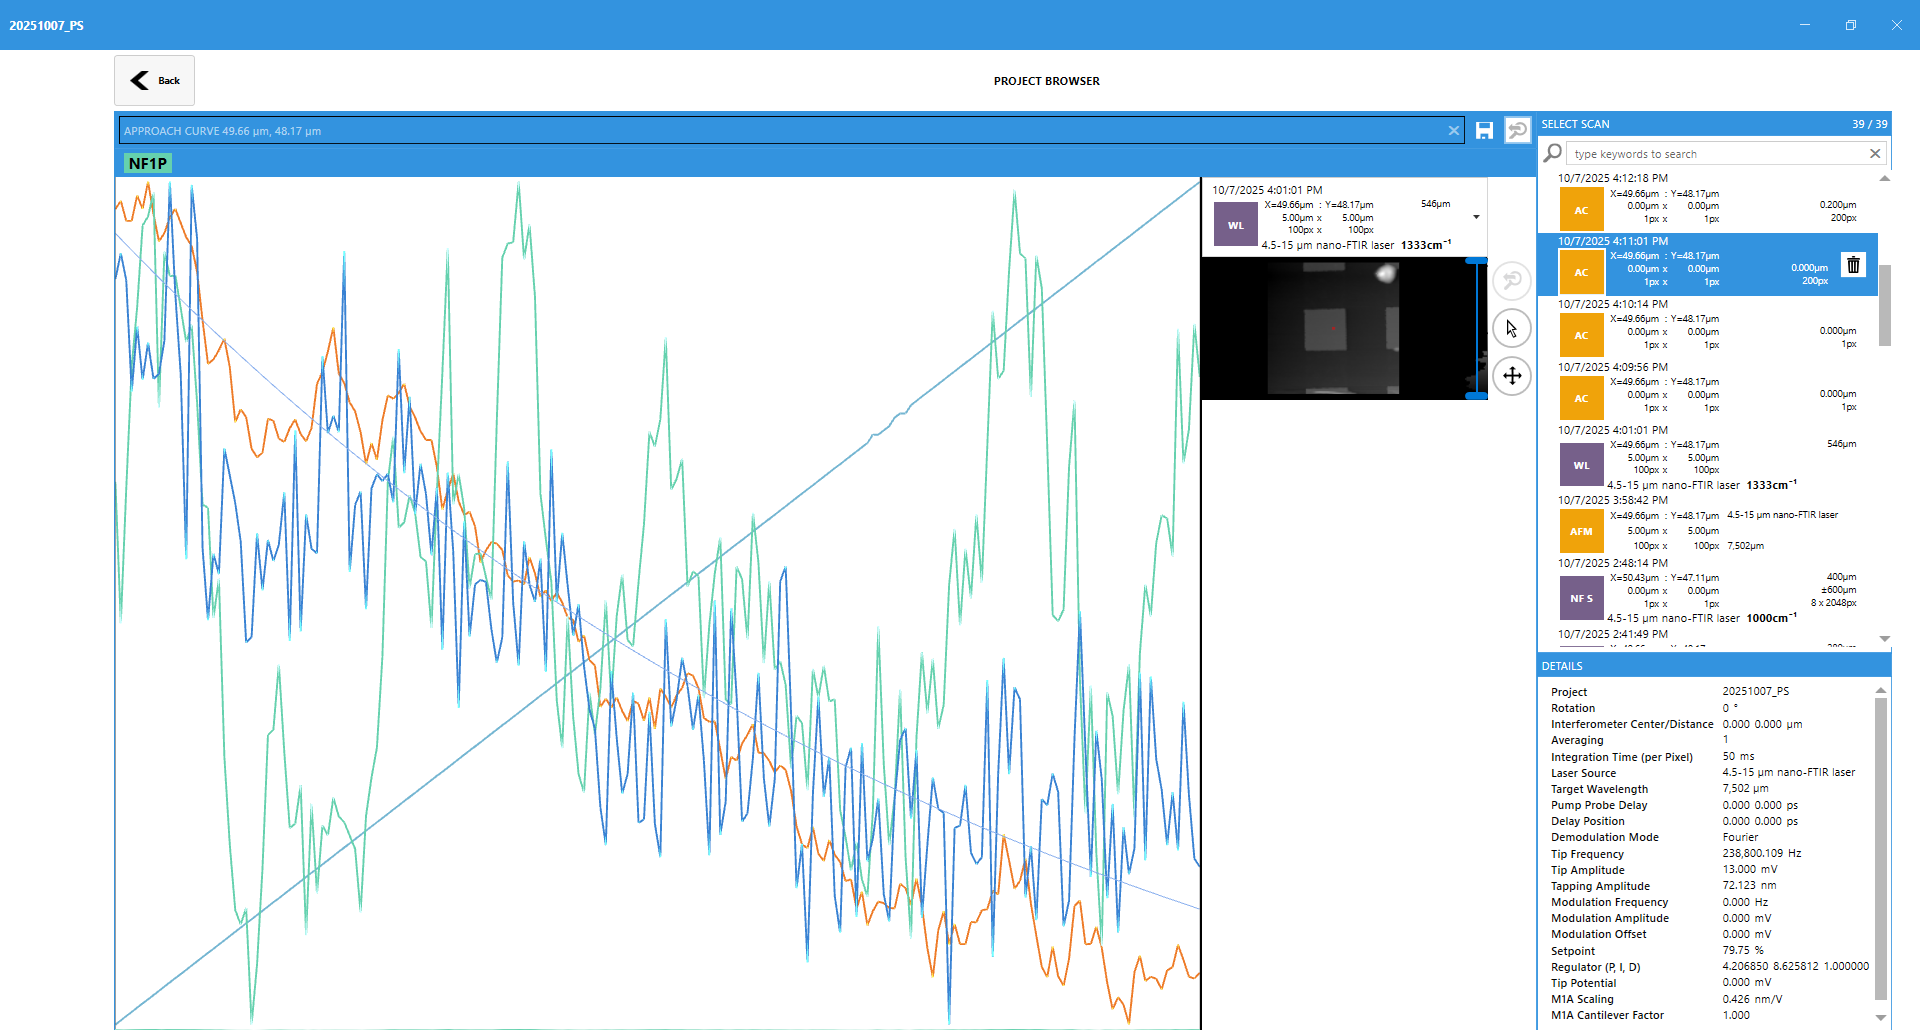 20251007_PS
Back
PROJECT BROWSER
APPROACH CURVE 49.66 µm, 48.17 µm
NF1P
10/7/2025 4:01:01 PM
WL
X=49.66µm : Y=48.17µm 546µm
5.00µm x 5.00µm
100px x 100px
4.5-15 µm nano-FTIR laser 1333cm⁻¹
SELECT SCAN 39 / 39
type keywords to search
10/7/2025 4:12:18 PM
AC
X=49.66µm : Y=48.17µm
0.00µm x 0.00µm 0.200µm
1px x 1px 200px
10/7/2025 4:11:01 PM
AC
X=49.66µm : Y=48.17µm
0.00µm x 0.00µm 0.000µm
1px x 1px 200px
10/7/2025 4:10:14 PM
AC
X=49.66µm : Y=48.17µm
0.00µm x 0.00µm 0.000µm
1px x 1px 1px
10/7/2025 4:09:56 PM
AC
X=49.66µm : Y=48.17µm
0.00µm x 0.00µm 0.000µm
1px x 1px 1px
10/7/2025 4:01:01 PM
WL
X=49.66µm : Y=48.17µm 546µm
5.00µm x 5.00µm
100px x 100px
4.5-15 µm nano-FTIR laser 1333cm⁻¹
10/7/2025 3:58:42 PM
AFM
X=49.66µm : Y=48.17µm 4.5-15 µm nano-FTIR laser
5.00µm x 5.00µm
100px x 100px 7,502µm
10/7/2025 2:48:14 PM
NF S
X=50.43µm : Y=47.11µm 400µm
0.00µm x 0.00µm ±600µm
1px x 1px 8 x 2048px
4.5-15 µm nano-FTIR laser 1000cm⁻¹
10/7/2025 2:41:49 PM
DETAILS
Project 20251007_PS
Rotation 0 °
Interferometer Center/Distance 0.000 0.000 µm
Averaging 1
Integration Time (per Pixel) 50 ms
Laser Source 4.5-15 µm nano-FTIR laser
Target Wavelength 7,502 µm
Pump Probe Delay 0.000 0.000 ps
Delay Position 0.000 0.000 ps
Demodulation Mode Fourier
Tip Frequency 238,800.109 Hz
Tip Amplitude 13.000 mV
Tapping Amplitude 72.123 nm
Modulation Frequency 0.000 Hz
Modulation Amplitude 0.000 mV
Modulation Offset 0.000 mV
Setpoint 79.75 %
Regulator (P, I, D) 4.206850 8.625812 1.000000
Tip Potential 0.000 mV
M1A Scaling 0.426 nm/V
M1A Cantilever Factor 1.000